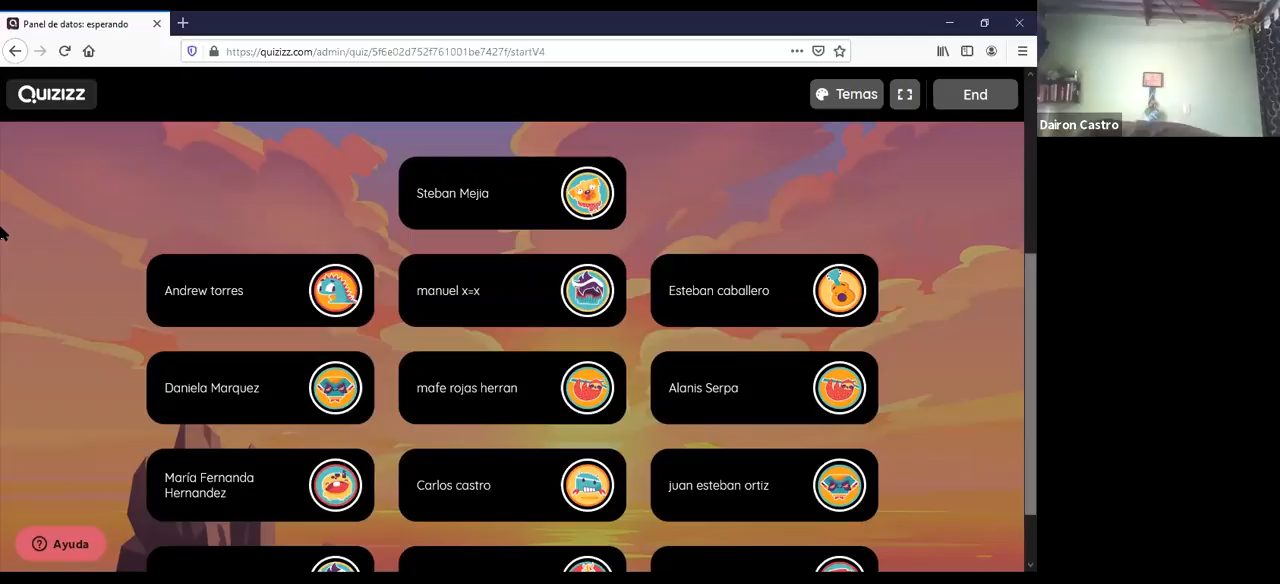 Panel de datos: esperando
https://quizizz.com/admin/quiz/5f6e02d752f761001be7427f/startV4
Quizizz
Temas
End
Dairon Castro
Steban Mejia
Andrew torres
manuel x=x
Esteban caballero
Daniela Marquez
mafe rojas herran
Alanis Serpa
María Fernanda
Hernandez
Carlos castro
juan esteban ortiz
Ayuda